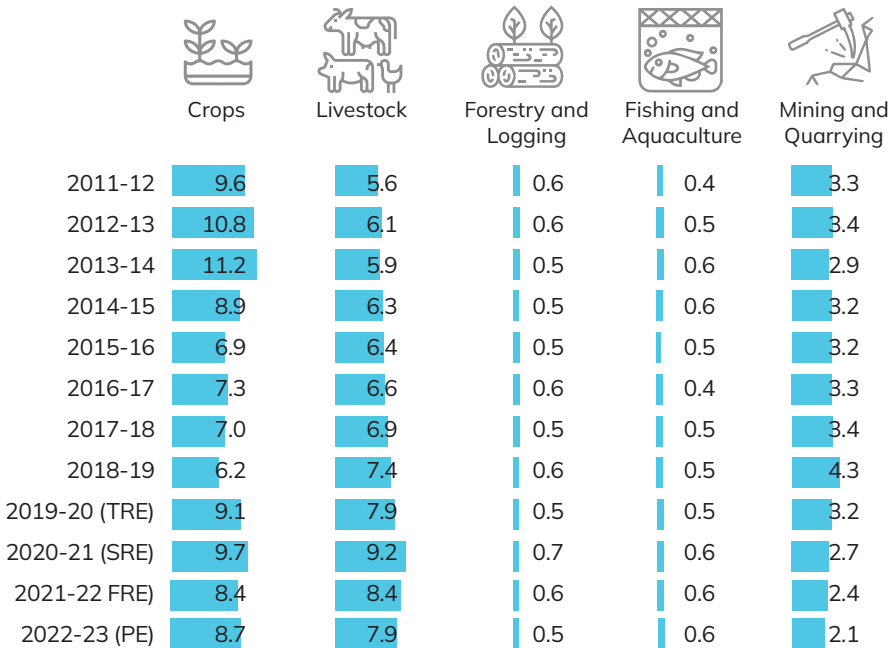 Crops Livestock Forestry and Fishing and Mining and
Logging Aquaculture Quarrying
2011-12 9.6 5.6 0.6 0.4 3.3
2012-13 10.8 6.1 0.6 0.5 3.4
2013-14 11.2 5.9 0.5 0.6 2.9
2014-15 8.9 6.3 0.5 0.6 3.2
2015-16 6.9 6.4 0.5 0.5 3.2
2016-17 7.3 6.6 0.6 0.4 3.3
2017-18 7.0 6.9 0.5 0.5 3.4
2018-19 6.2 7.4 0.6 0.5 4.3
2019-20 (TRE) 9.1 7.9 0.5 0.5 3.2
2020-21 (SRE) 9.7 9.2 0.7 0.6 2.7
2021-22 FRE) 8.4 8.4 0.6 0.6 2.4
2022-23 (PE) 8.7 7.9 0.5 0.6 2.1